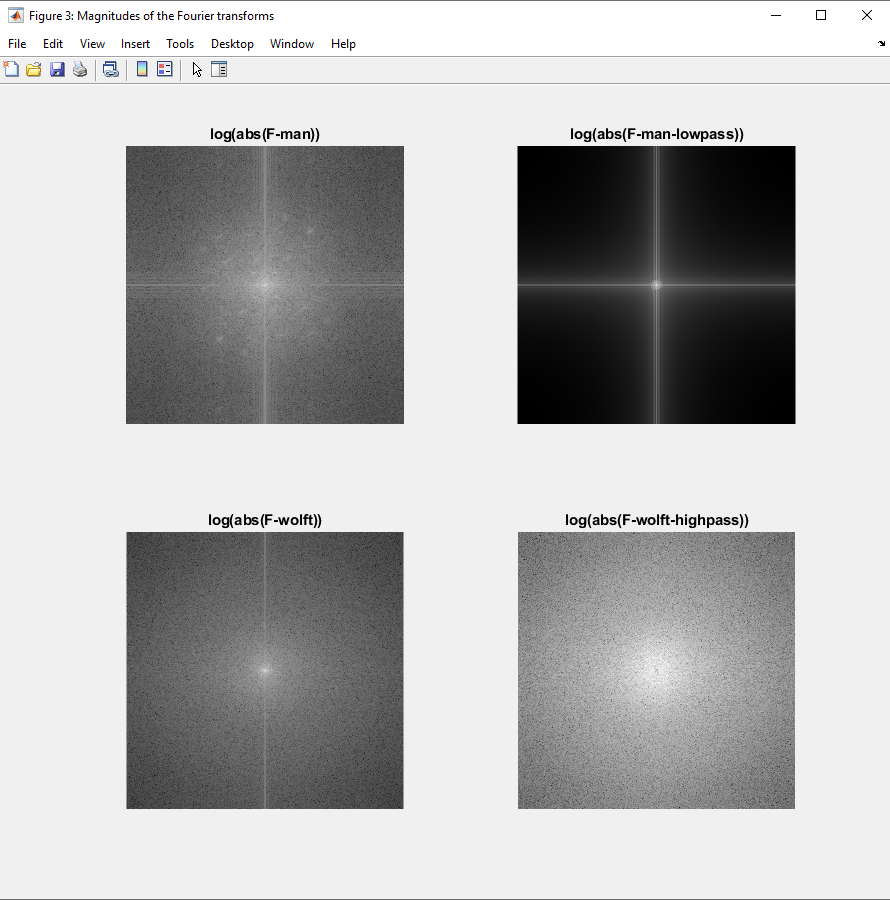 Figure 3: Magnitudes of the Fourier transforms
File Edit View Insert Tools Desktop Window Help
log(abs(F-man)) log(abs(F-man-lowpass))
log(abs(F-wolft)) log(abs(F-wolft-highpass))